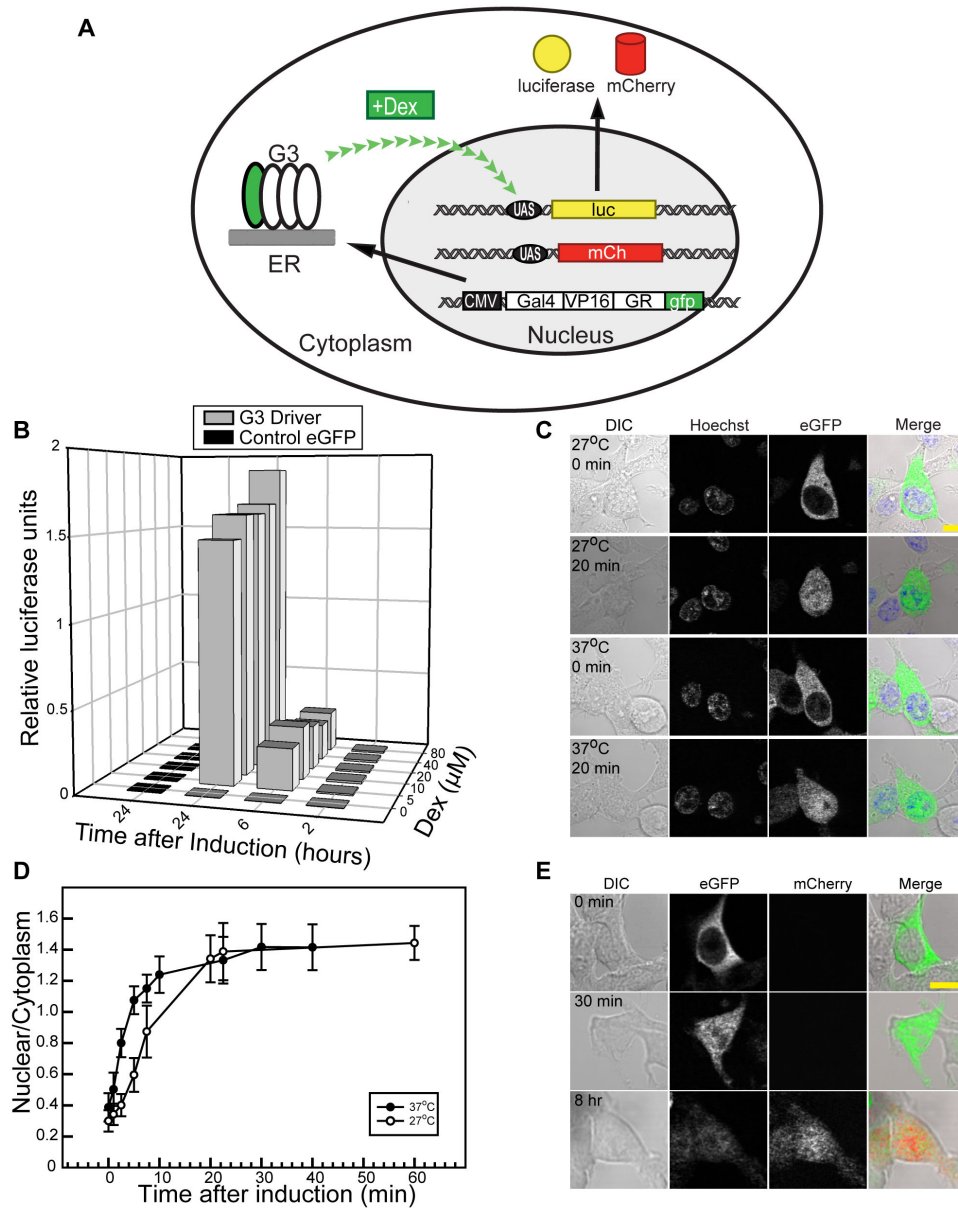 A
luciferase mCherry
+Dex
G3
UAS luc
ER
UAS mCh
CMV Gal4 VP16 GR gfp
Nucleus
Cytoplasm
B
G3 Driver
Control eGFP
Relative luciferase units
2
1.5
1
0.5
0
24 24 6 2
Time after Induction (hours)
0 5 10 20 40 80
Dex (µM)
C
DIC Hoechst eGFP Merge
27°C
0 min
27°C
20 min
37°C
0 min
37°C
20 min
D
Nuclear/Cytoplasm
1.6
1.4
1.2
1.0
0.8
0.6
0.4
0.2
0 10 20 30 40 50 60
Time after induction (min)
37°C
27°C
E
DIC eGFP mCherry Merge
0 min
30 min
8 hr